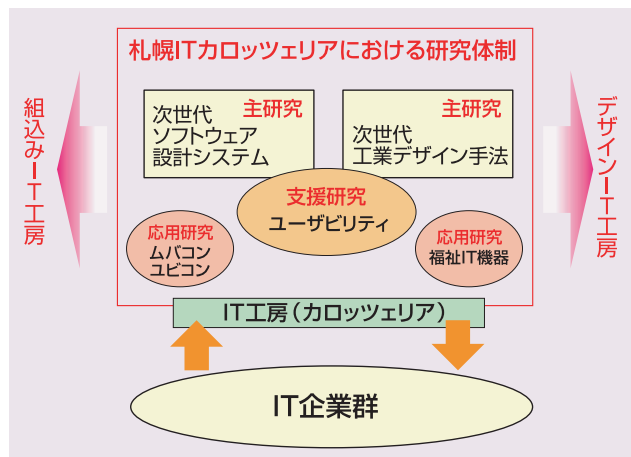 札幌ITカロッツェリアにおける研究体制
主研究
次世代
ソフトウェア
設計システム
主研究
次世代
工業デザイン手法
支援研究
ユーザビリティ
応用研究
ムバコン
ユビコン
応用研究
福祉IT機器
IT工房（カロッツェリア）
IT企業群
組込みIT工房
デザインIT工房